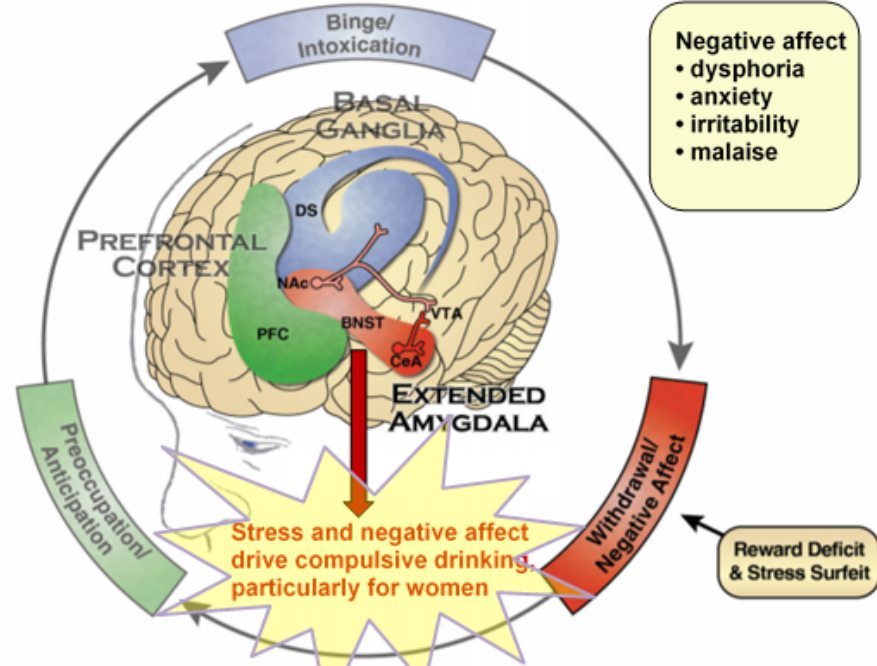 Binge/
Intoxication
Negative affect
• dysphoria
• anxiety
• irritability
• malaise
BASAL
GANGLIA
DS
PREFRONTAL
CORTEX
NAc
VTA
BNST
PFC
CeA
EXTENDED
AMYGDALA
Preoccupation/
Anticipation
Withdrawal/
Negative Affect
Stress and negative affect
drive compulsive drinking,
particularly for women
Reward Deficit
& Stress Surfeit